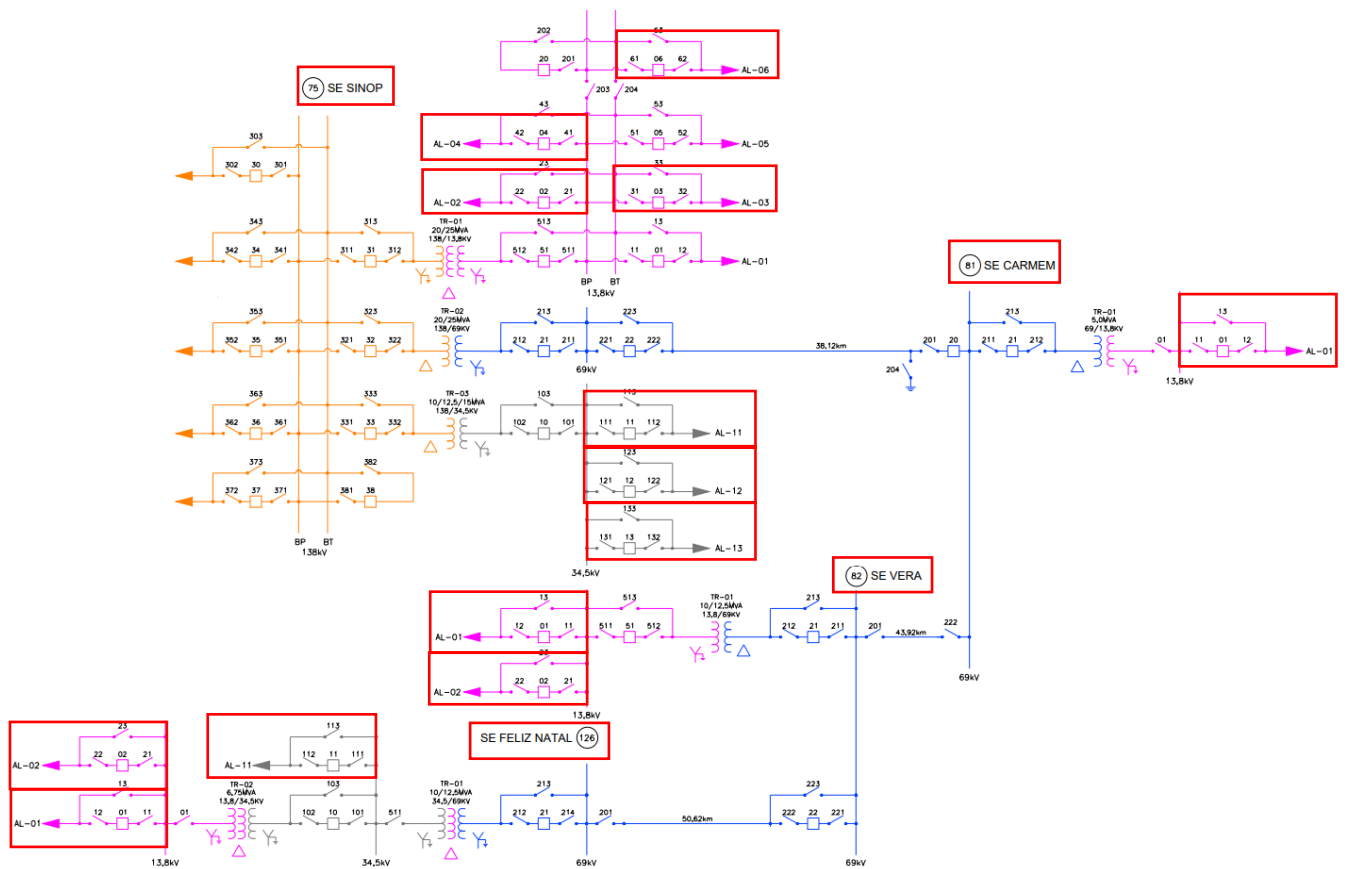 202
63
20 201
61 06 62
AL-06
203 204
75 SE SINOP
43
53
42 04 41
51 05 52
AL-04
AL-05
303
302 30 301
23
33
22 02 21
31 03 32
AL-02
AL-03
343
313
TR-01
20/25MVA
138/13,8KV
513
13
342 34 341
311 31 312
512 51 511
11 01 12
AL-01
81 SE CARMEM
BP BT
13,8kV
353
323
TR-02
20/25MVA
138/69KV
213
223
213
TR-01
5,0MVA
69/13,8KV
13
352 35 351
321 32 322
212 21 211
221 22 222
38,12km
201 20
211 21 212
01
11 01 12
AL-01
69kV
204
13,8kV
363
333
TR-03
10/12,5/15MVA
138/34,5KV
103
113
362 36 361
331 33 332
102 10 101
111 11 112
AL-11
373
382
123
372 37 371
381 38
121 12 122
AL-12
133
131 13 132
AL-13
BP BT
138kV
34,5kV
82 SE VERA
13
513
TR-01
10/12,5MVA
13,8/69KV
213
AL-01
12 01 11
511 51 512
212 21 211
201
43,92km
222
23
AL-02
22 02 21
69kV
13,8kV
SE FELIZ NATAL 126
23
113
AL-02
22 02 21
AL-11
112 11 111
13
TR-02
6,75MVA
13,8/34,5KV
103
TR-01
10/12,5MVA
34,5/69KV
213
223
AL-01
12 01 11
01
102 10 101
511
212 21 214
201
50,62km
222 22 221
13,8kV
34,5kV
69kV
69kV